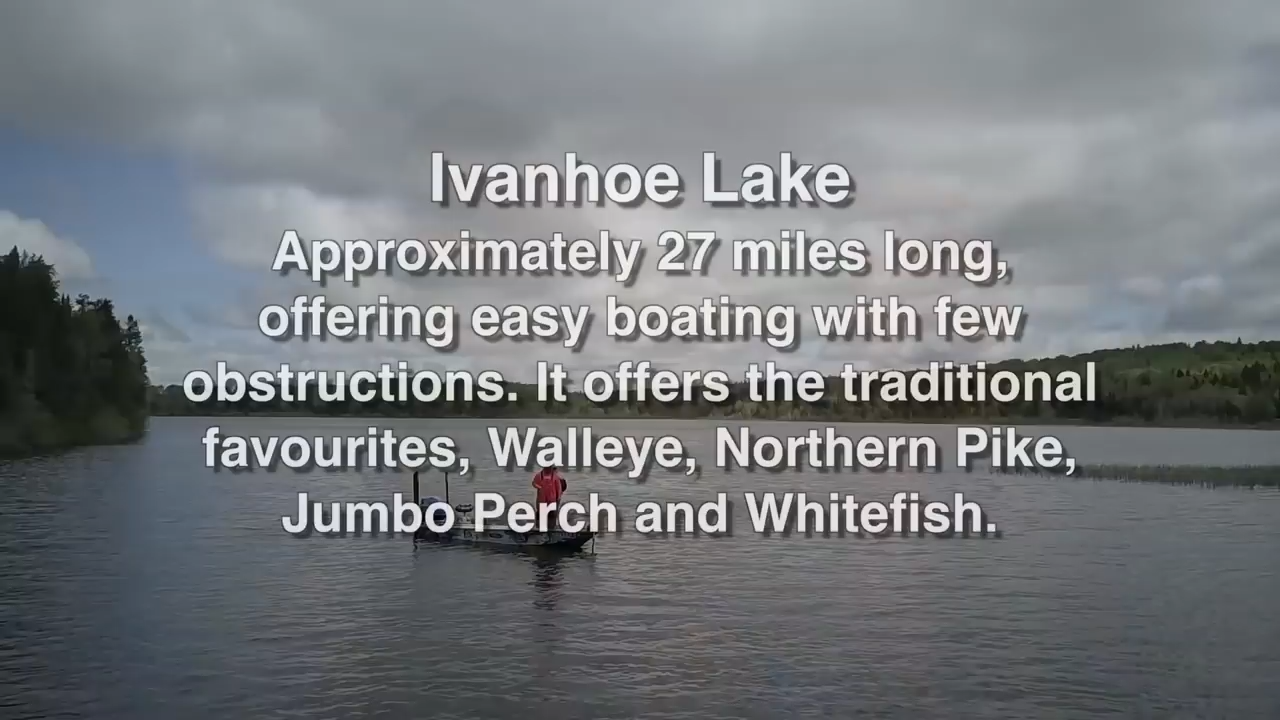 Ivanhoe Lake
Approximately 27 miles long,
offering easy boating with few
obstructions. It offers the traditional
favourites, Walleye, Northern Pike,
Jumbo Perch and Whitefish.